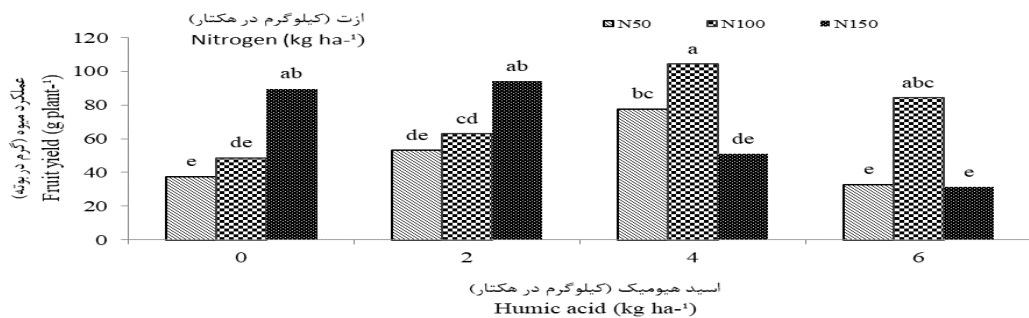 ازت (کیلوگرم در هکتار)
Nitrogen (kg ha-¹)
N50 N100 N150
عملکرد میوه (گرم در بوته)
Fruit yield (g plant-¹)
120
100
80
60
40
20
0
e de ab
de cd ab
bc a de
e abc e
0 2 4 6
اسید هیومیک (کیلوگرم در هکتار)
Humic acid (kg ha-¹)